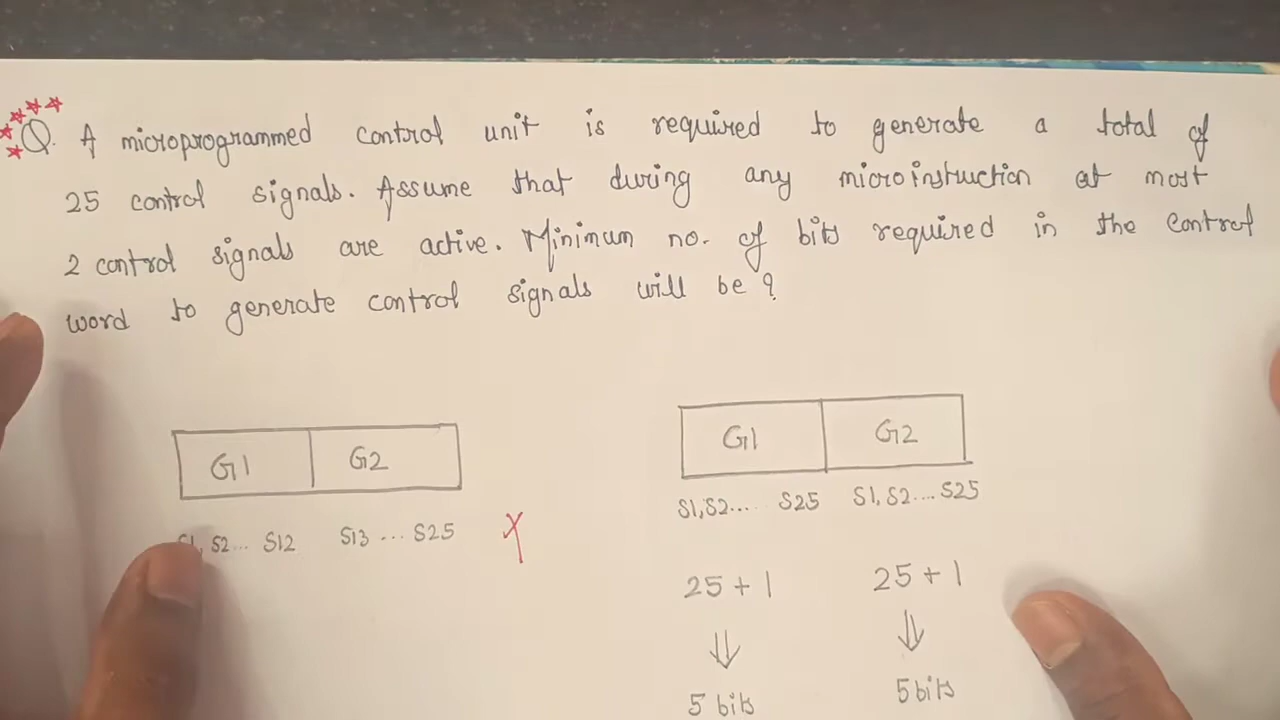 Q. A microprogrammed control unit is required to generate a total of
25 control signals. Assume that during any microinstruction at most
2 control signals are active. Minimum no. of bits required in the control
word to generate control signals will be ?
G1 G2 G1 G2
S1, S2... S12 S13 ... S25 X S1, S2.... S25 S1, S2.... S25
25 + 1 25 + 1
⇓ ⇓
5 bits 5 bits